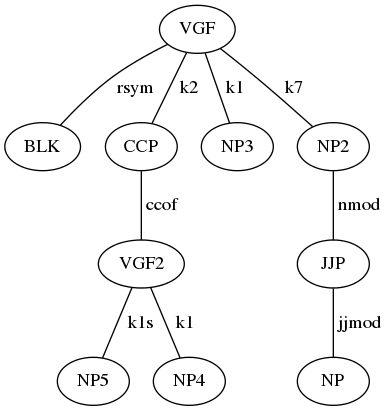 VGF
rsym k2 k1 k7
BLK CCP NP3 NP2
ccof nmod
VGF2 JJP
k1s k1 jjmod
NP5 NP4 NP